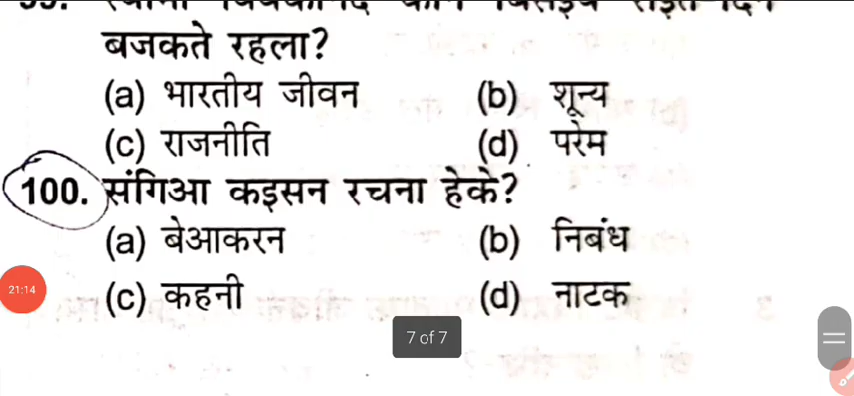 बजकते रहला?
(a) भारतीय जीवन (b) शून्य
(c) राजनीति (d) परेम
100. संगिआ कइसन रचना हेके?
(a) बेआकरन (b) निबंध
21:14
(c) कहनी (d) नाटक
7 of 7